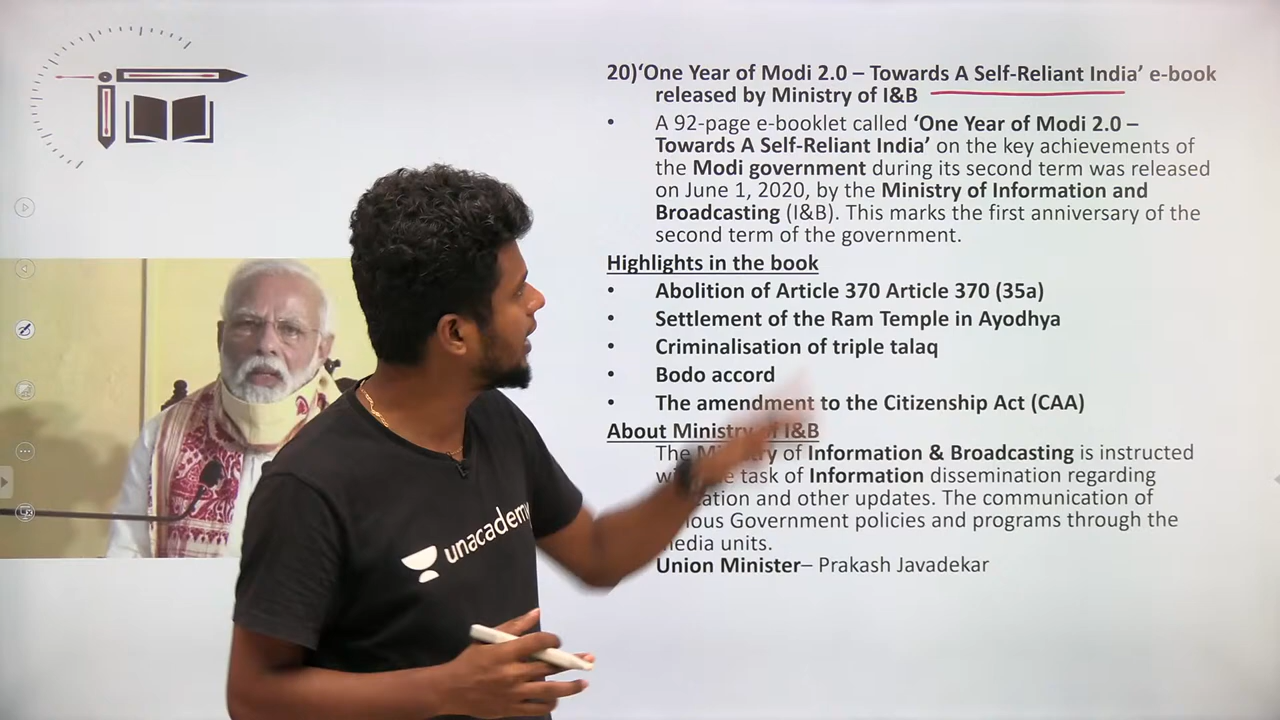 20)‘One Year of Modi 2.0 – Towards A Self-Reliant India’ e-book
released by Ministry of I&B
• A 92-page e-booklet called ‘One Year of Modi 2.0 –
Towards A Self-Reliant India’ on the key achievements of
the Modi government during its second term was released
on June 1, 2020, by the Ministry of Information and
Broadcasting (I&B). This marks the first anniversary of the
second term of the government.
Highlights in the book
• Abolition of Article 370 Article 370 (35a)
• Settlement of the Ram Temple in Ayodhya
• Criminalisation of triple talaq
• Bodo accord
• The amendment to the Citizenship Act (CAA)
About Ministry of I&B
The Ministry of Information & Broadcasting is instructed
task of Information dissemination regarding
and other updates. The communication of
Government policies and programs through the
media units.
Union Minister– Prakash Javadekar
unacademy